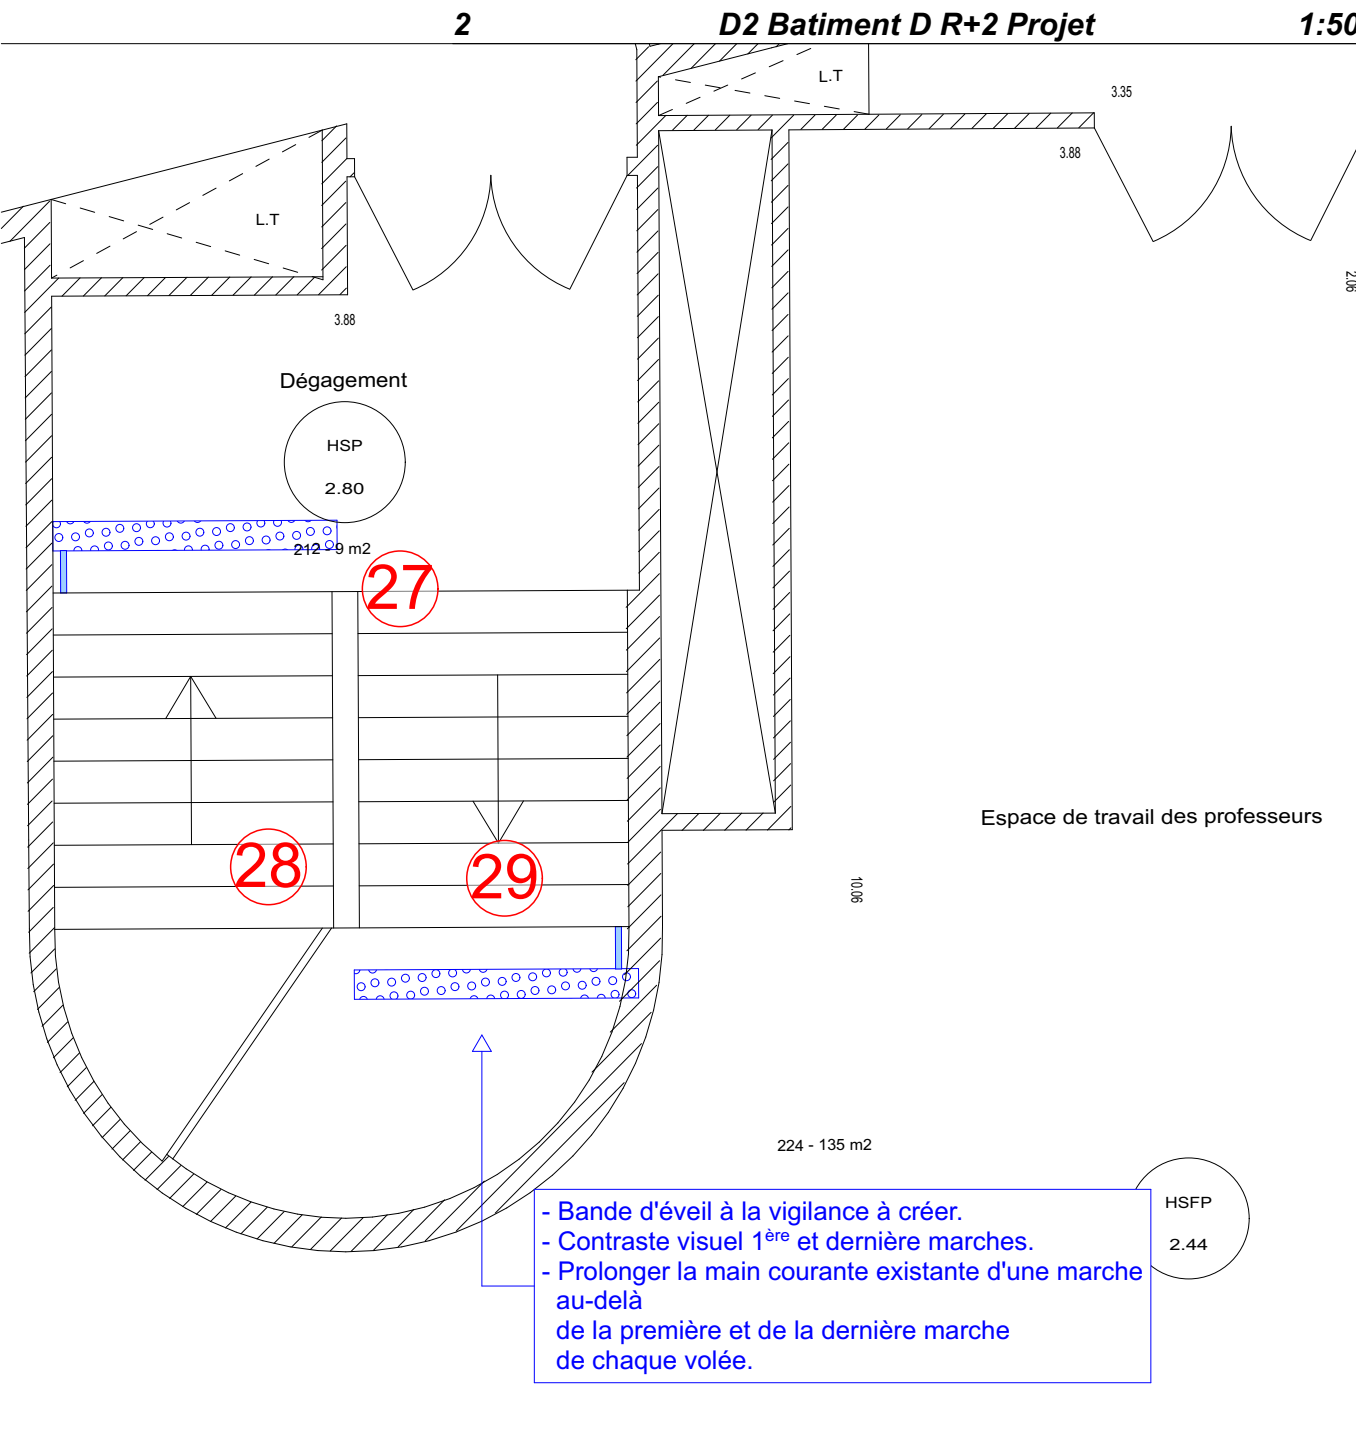 2 D2 Batiment D R+2 Projet 1:50
L.T
3.35
3.88
L.T
2.06
3.88
Dégagement
HSP
2.80
212 - 9 m2
27
Espace de travail des professeurs
28
29
10.06
224 - 135 m2
HSFP
2.44
- Bande d'éveil à la vigilance à créer.
- Contraste visuel 1ère et dernière marches.
- Prolonger la main courante existante d'une marche
au-delà
de la première et de la dernière marche
de chaque volée.